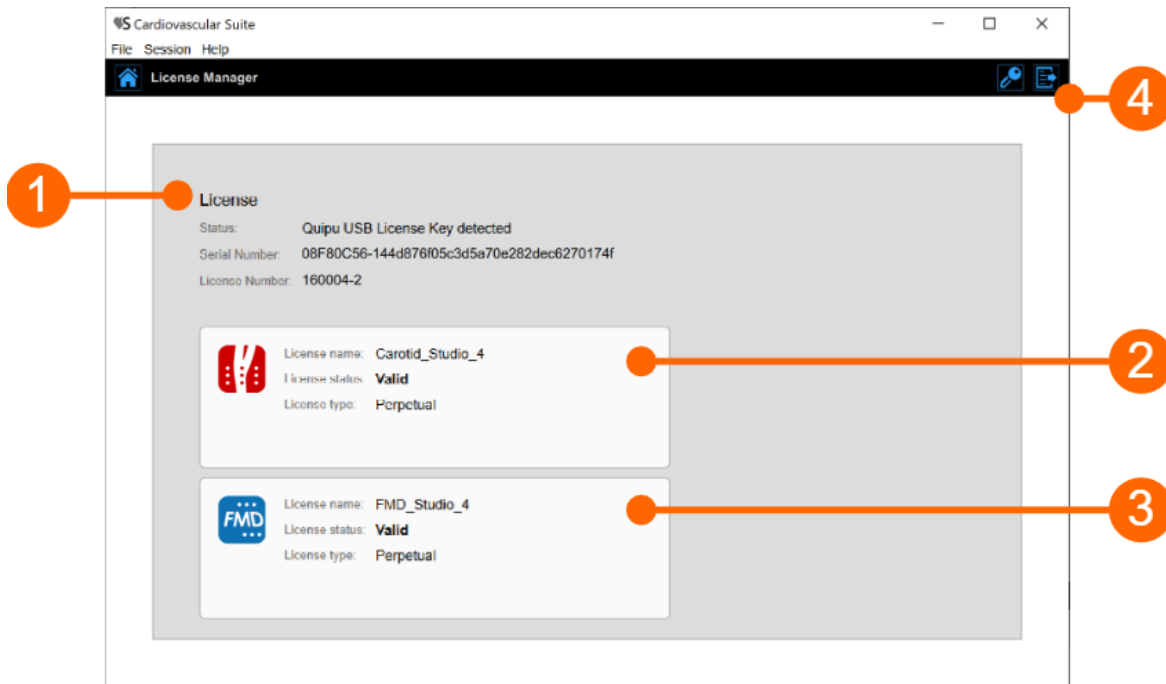 S Cardiovascular Suite
File Session Help
License Manager
4
1
License
Status: Quipu USB License Key detected
Serial Number: 08F80C56-144d876f05c3d5a70e282dec6270174f
License Number: 160004-2
License name: Carotid_Studio_4
License status: Valid
License type: Perpetual
2
FMD
License name: FMD_Studio_4
License status: Valid
License type: Perpetual
3